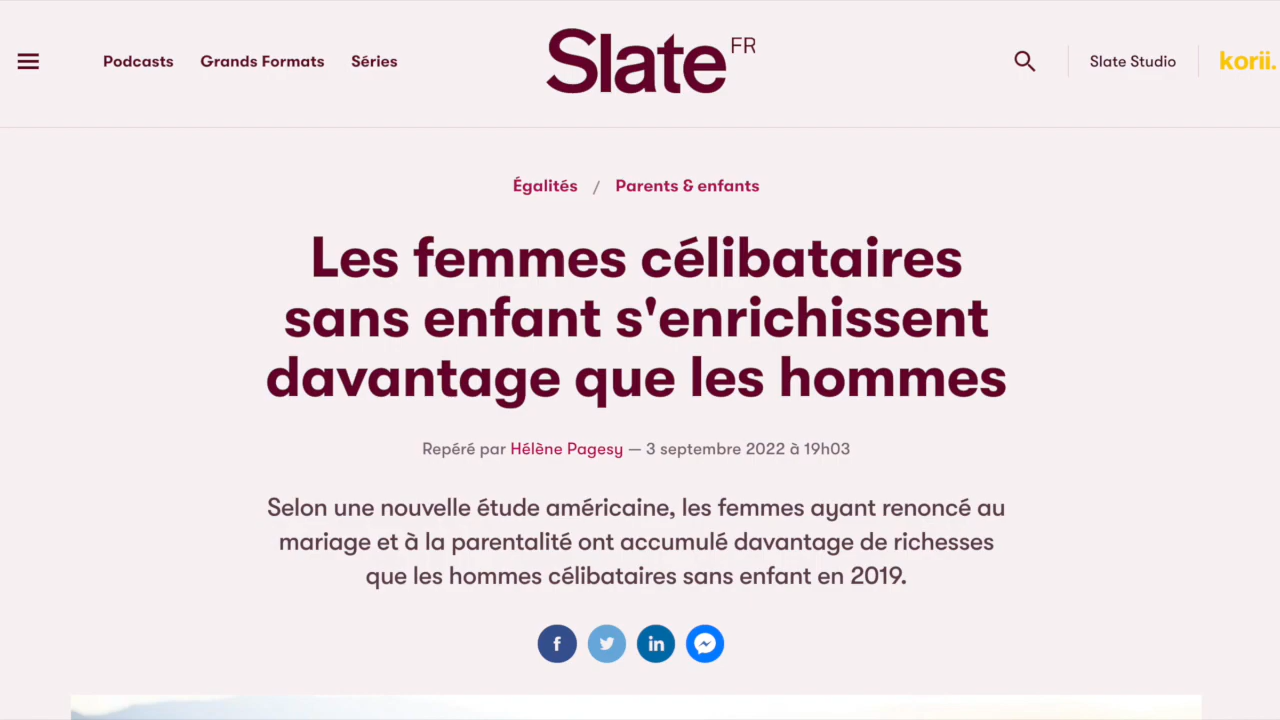 Podcasts Grands Formats Séries Slate FR Slate Studio korii.
Égalités / Parents & enfants
Les femmes célibataires
sans enfant s'enrichissent
davantage que les hommes
Repéré par Hélène Pagesy — 3 septembre 2022 à 19h03
Selon une nouvelle étude américaine, les femmes ayant renoncé au
mariage et à la parentalité ont accumulé davantage de richesses
que les hommes célibataires sans enfant en 2019.